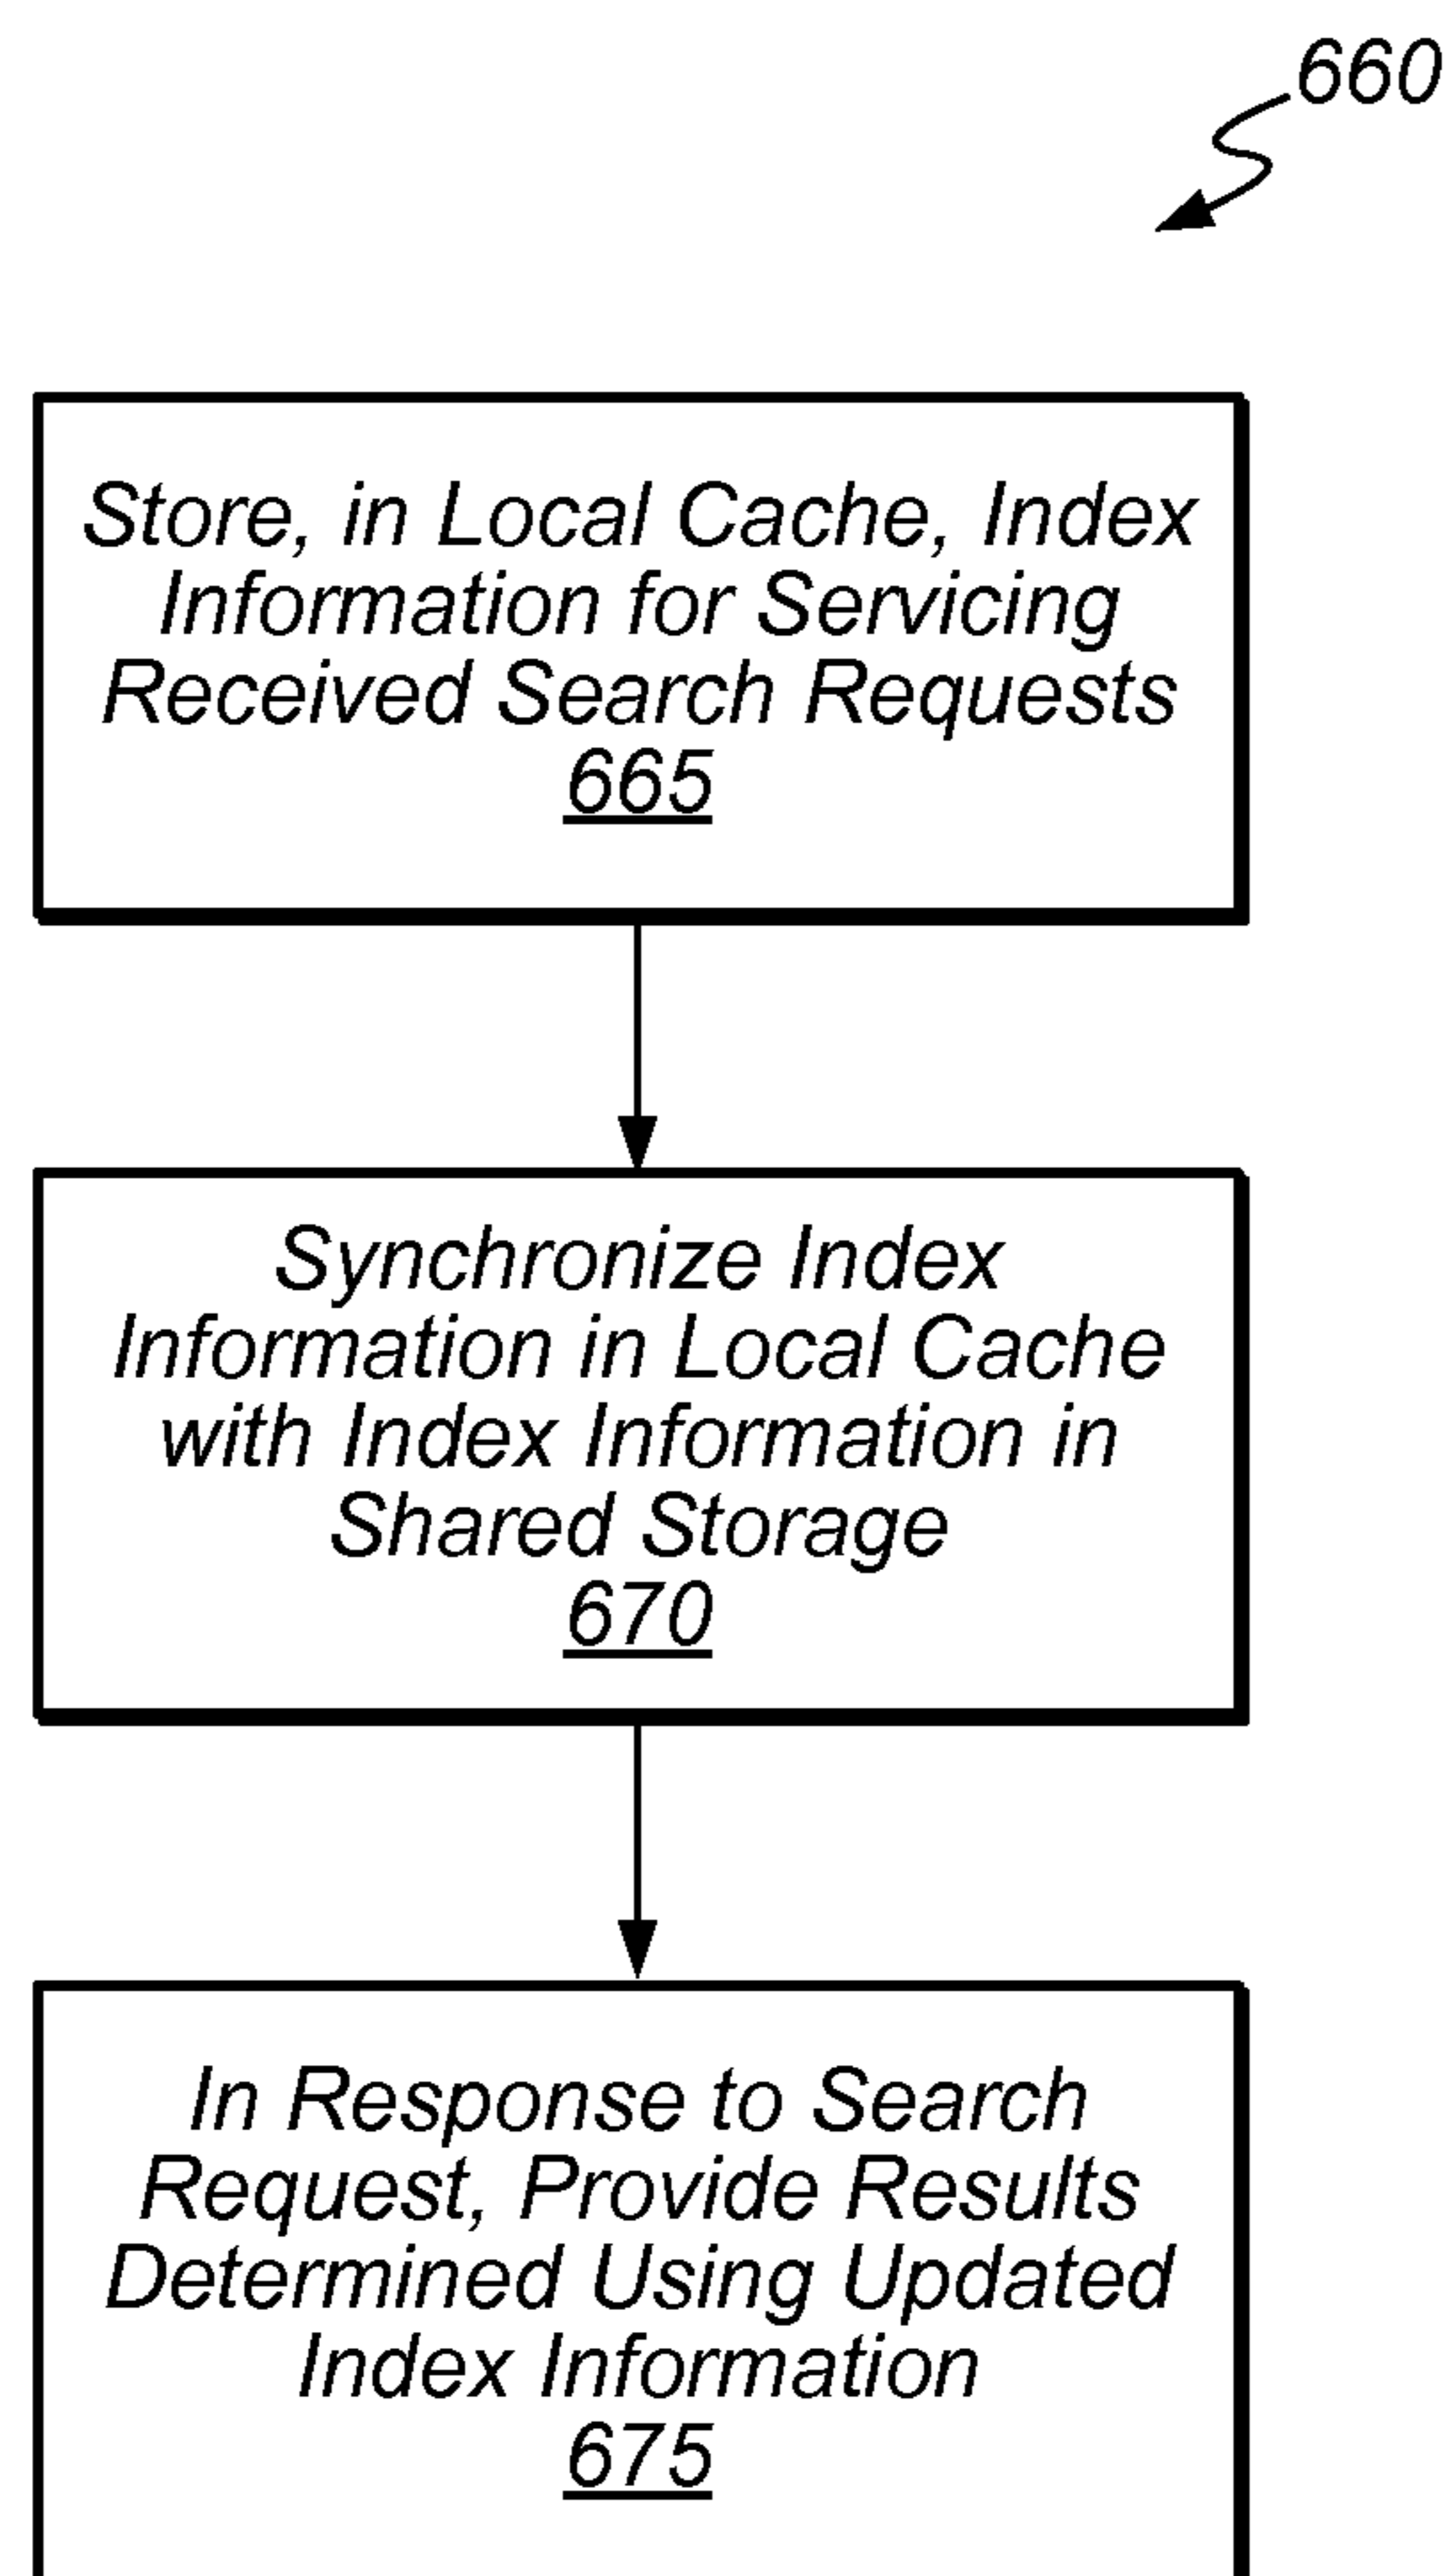 660
Store, in Local Cache, Index
Information for Servicing
Received Search Requests
665
Synchronize Index
Information in Local Cache
with Index Information in
Shared Storage
670
In Response to Search
Request, Provide Results
Determined Using Updated
Index Information
675